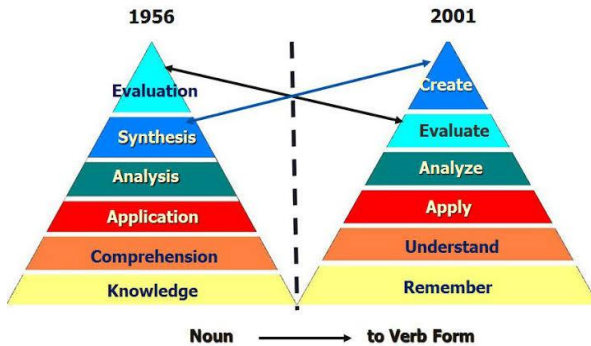 1956
Evaluation
Synthesis
Analysis
Application
Comprehension
Knowledge
2001
Create
Evaluate
Analyze
Apply
Understand
Remember
Noun to Verb Form